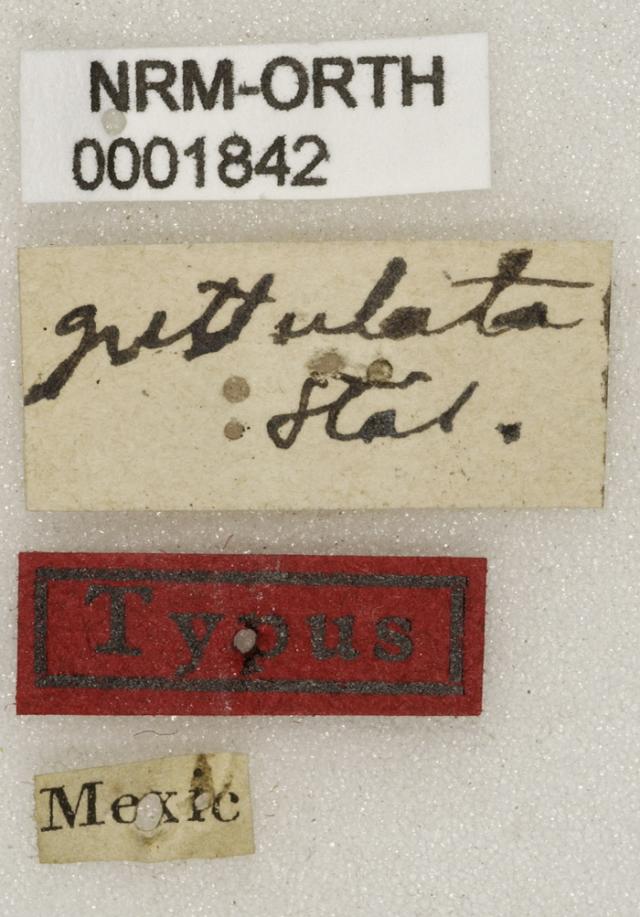 NRM-ORTH
0001842
guttulata
Stål.
Typus
Mexic